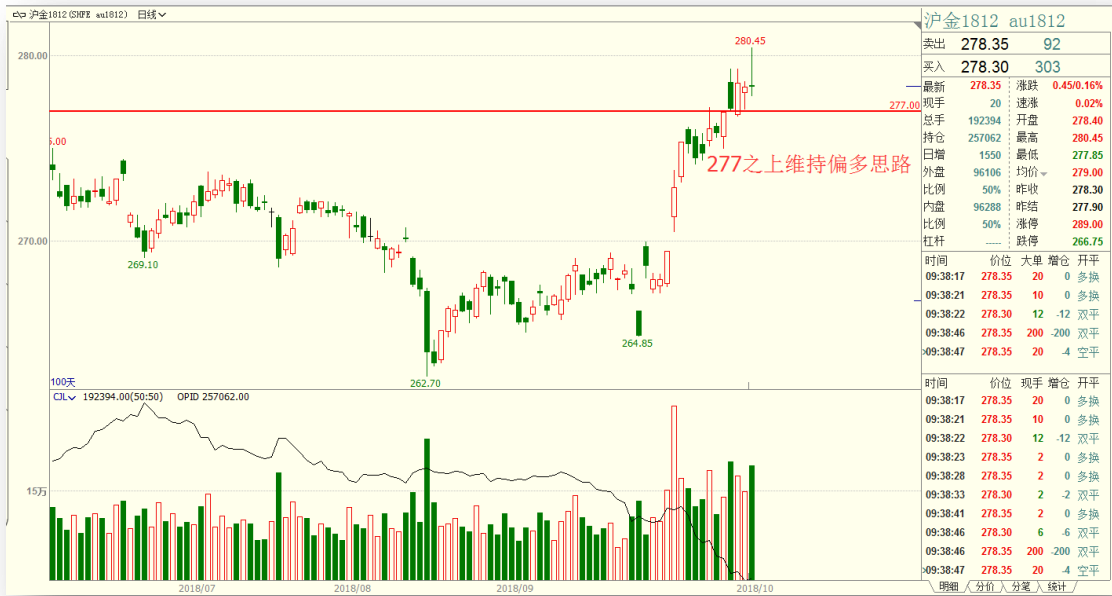 沪金1812(SHFE au1812) 日线
280.45
280.00
277.00
5.00
277之上维持偏多思路
270.00
269.10
264.85
262.70
100天
CJL 192394.00(50:50) OPID 257062.00
15万
2018/07 2018/08 2018/09 2018/10
沪金1812 au1812
卖出 278.35 92
买入 278.30 303
最新 278.35 涨跌 0.45/0.16%
现手 20 速涨 0.02%
总手 192394 开盘 278.40
持仓 257062 最高 280.45
日增 1550 最低 277.85
外盘 96106 均价 279.00
比例 50% 昨收 278.30
内盘 96288 昨结 277.90
比例 50% 涨停 289.00
杠杆 ----- 跌停 266.75
时间 价位 大单 增仓 开平
09:38:17 278.35 20 0 多换
09:38:21 278.35 10 0 多换
09:38:22 278.30 12 -12 双平
09:38:46 278.35 200 -200 双平
09:38:47 278.35 20 -4 空平
时间 价位 现手 增仓 开平
09:38:17 278.35 20 0 多换
09:38:21 278.35 10 0 多换
09:38:22 278.30 12 -12 双平
09:38:23 278.35 2 0 多换
09:38:28 278.35 2 0 多换
09:38:33 278.30 2 -2 双平
09:38:41 278.35 2 0 多换
09:38:46 278.30 6 -6 双平
09:38:46 278.35 200 -200 双平
09:38:47 278.35 20 -4 空平
明细 分价 分笔 统计